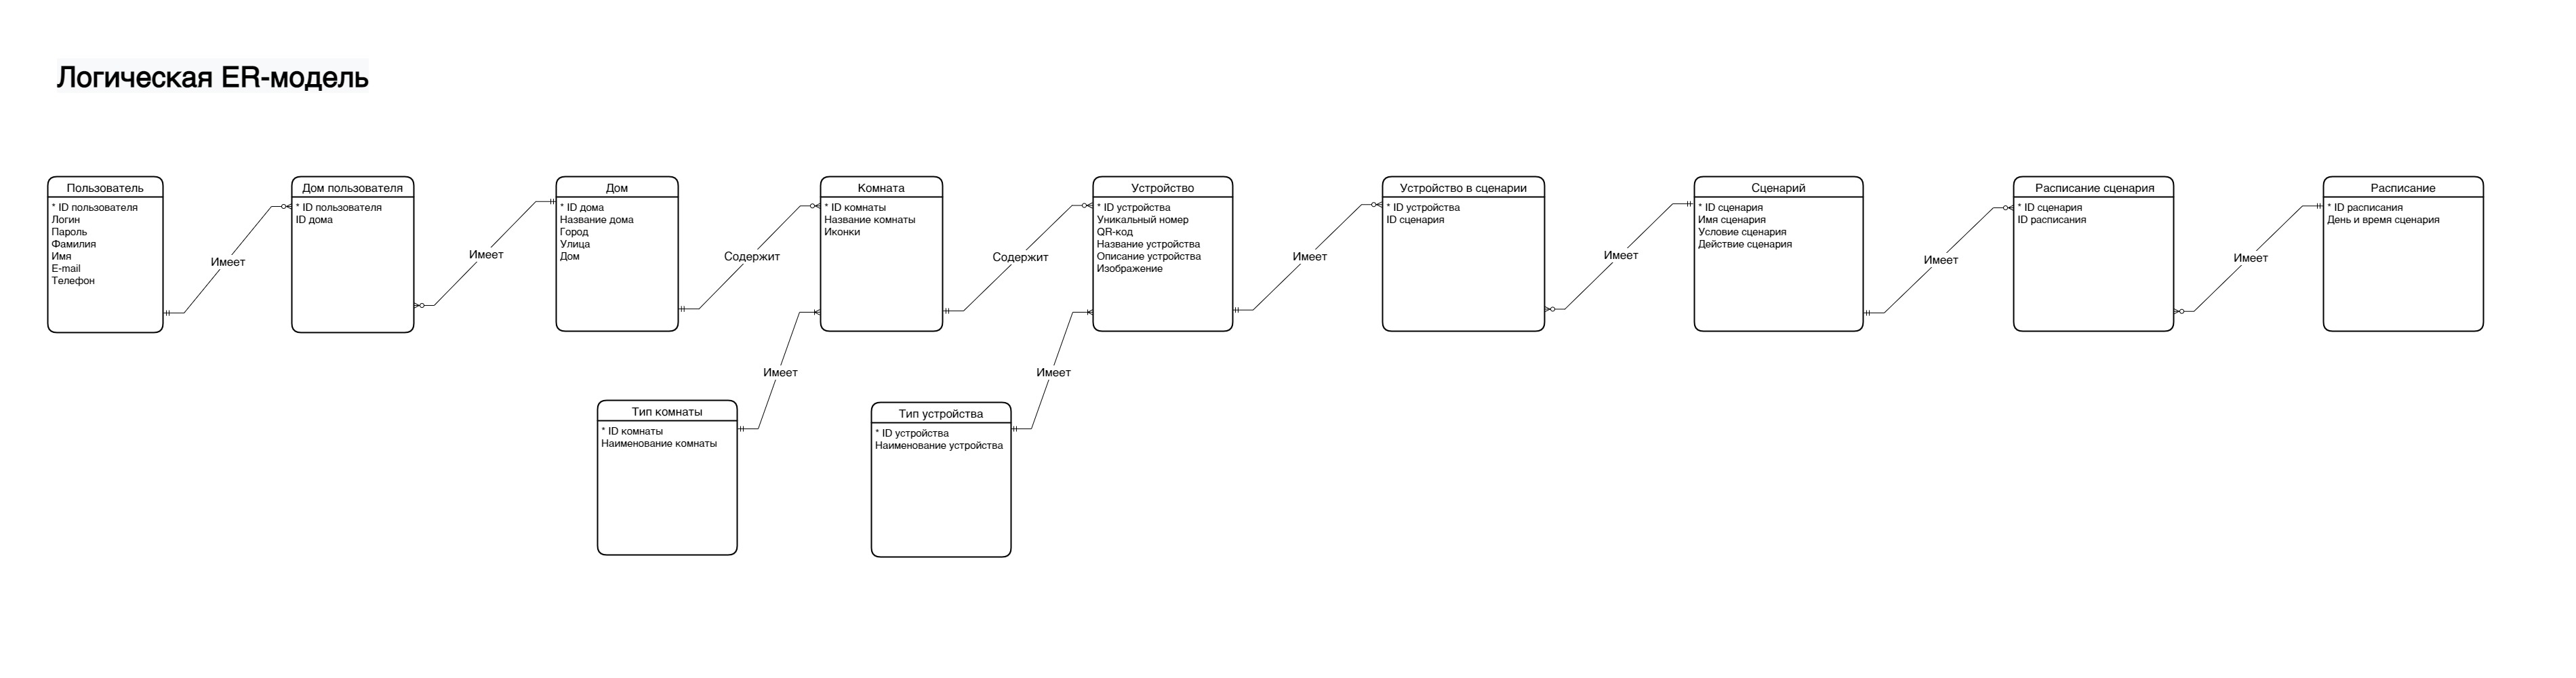 Логическая ER-модель
Пользователь
* ID пользователя
Логин
Пароль
Фамилия
Имя
E-mail
Телефон
Имеет
Дом пользователя
* ID пользователя
ID дома
Имеет
Дом
* ID дома
Название дома
Город
Улица
Дом
Содержит
Комната
* ID комнаты
Название комнаты
Иконки
Содержит
Устройство
* ID устройства
Уникальный номер
QR-код
Название устройства
Описание устройства
Изображение
Имеет
Устройство в сценарии
* ID устройства
ID сценария
Имеет
Сценарий
* ID сценария
Имя сценария
Условие сценария
Действие сценария
Имеет
Расписание сценария
* ID сценария
ID расписания
Имеет
Расписание
* ID расписания
День и время сценария
Имеет
Тип комнаты
* ID комнаты
Наименование комнаты
Имеет
Тип устройства
* ID устройства
Наименование устройства